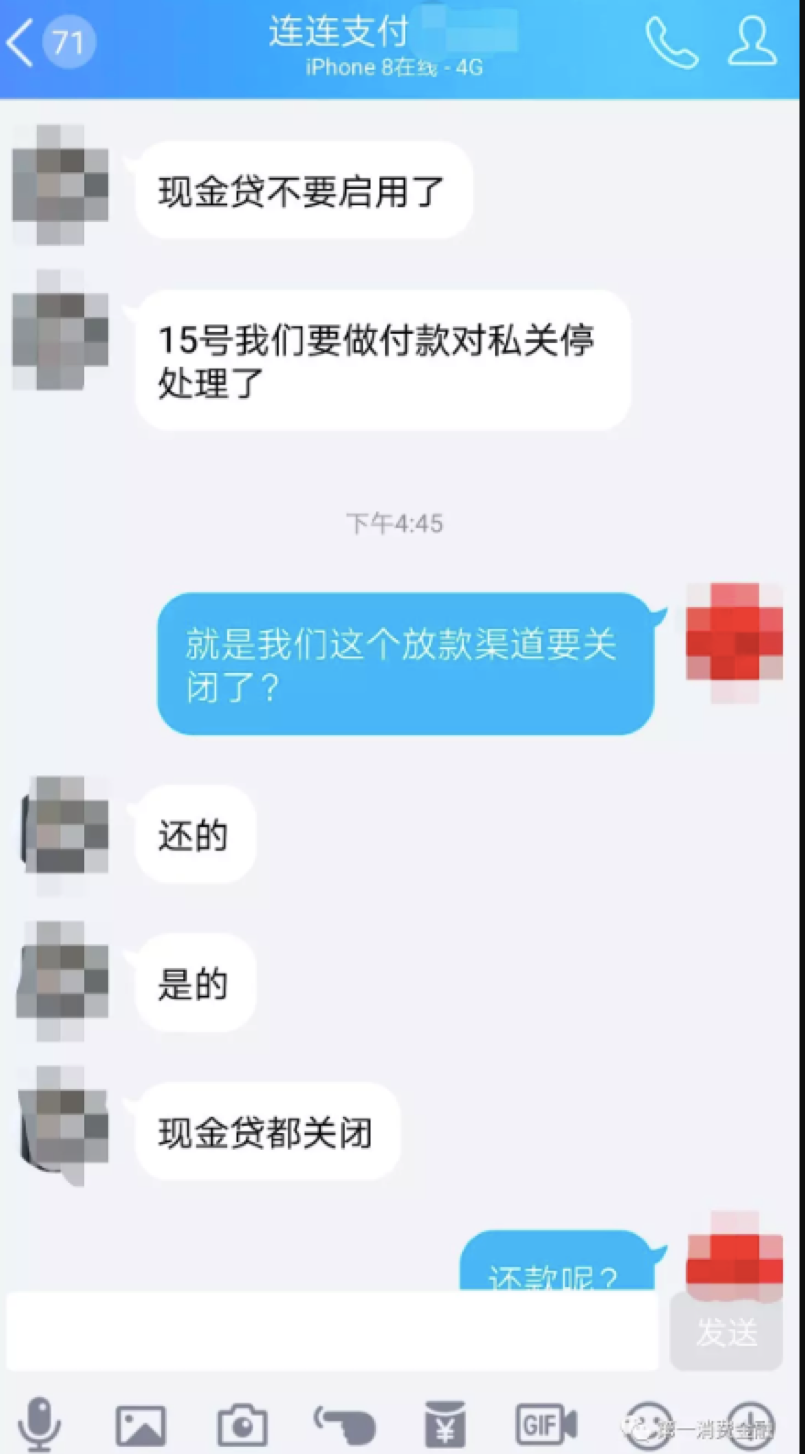 71
连连支付
iPhone 8在线 - 4G
现金贷不要启用了
15号我们要做付款对私关停
处理了
下午4:45
就是我们这个放款渠道要关
闭了？
还的
是的
现金贷都关闭
还款呢？
发送
¥
GIF
第一消费金融